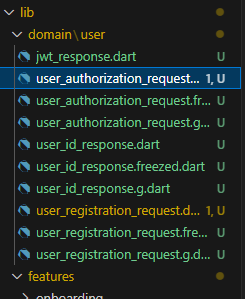 lib
domain\user
jwt_response.dart
user_authorization_request... 1, U
user_authorization_request.fr... U
user_authorization_request.g... U
user_id_response.dart U
user_id_response.freezed.dart U
user_id_response.g.dart U
user_registration_request.d... 1, U
user_registration_request.fre... U
user_registration_request.g.d... U
features
onboarding